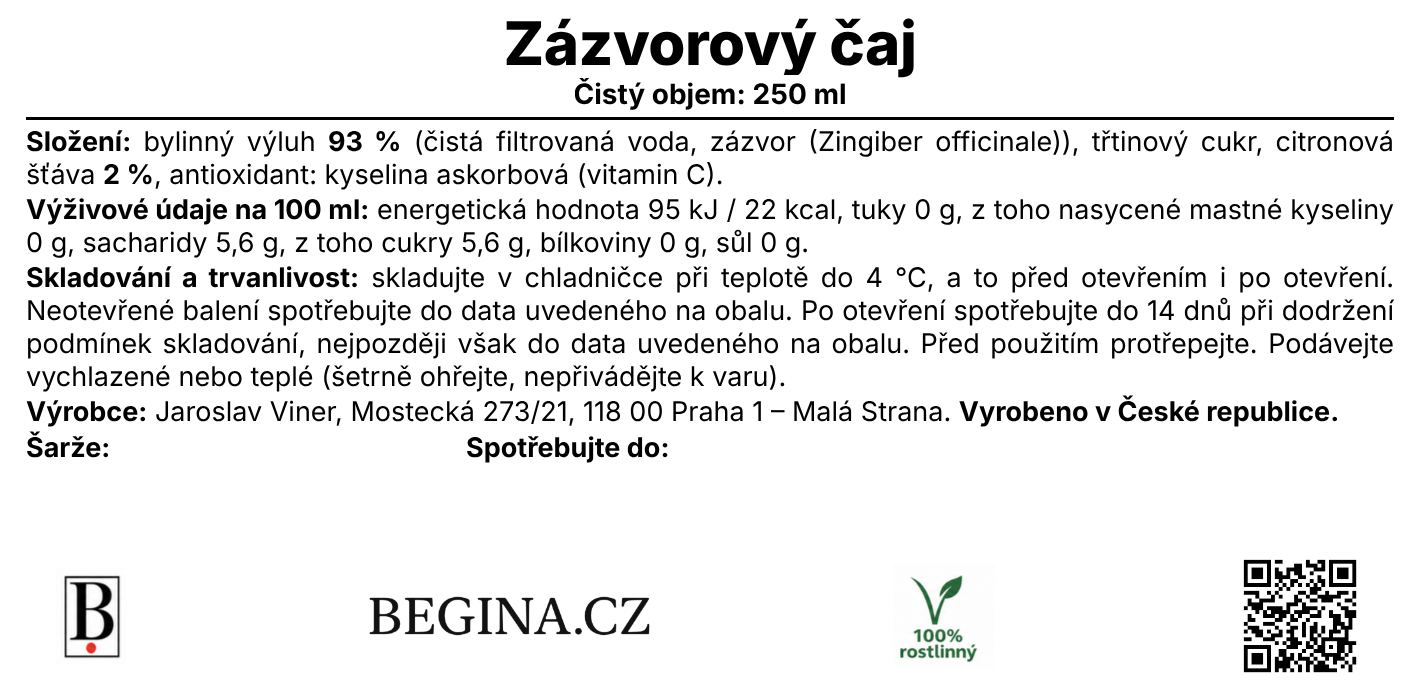 Zázvorový čaj
Čistý objem: 250 ml
Složení: bylinný výluh 93 % (čistá filtrovaná voda, zázvor (Zingiber officinale)), třtinový cukr, citronová
šťáva 2 %, antioxidant: kyselina askorbová (vitamin C).
Výživové údaje na 100 ml: energetická hodnota 95 kJ / 22 kcal, tuky 0 g, z toho nasycené mastné kyseliny
0 g, sacharidy 5,6 g, z toho cukry 5,6 g, bílkoviny 0 g, sůl 0 g.
Skladování a trvanlivost: skladujte v chladničce při teplotě do 4 °C, a to před otevřením i po otevření.
Neotevřené balení spotřebujte do data uvedeného na obalu. Po otevření spotřebujte do 14 dnů při dodržení
podmínek skladování, nejpozději však do data uvedeného na obalu. Před použitím protřepejte. Podávejte
vychlazené nebo teplé (šetrně ohřejte, nepřivádějte k varu).
Výrobce: Jaroslav Viner, Mostecká 273/21, 118 00 Praha 1 – Malá Strana. Vyrobeno v České republice.
Šarže: Spotřebujte do:
B
BEGINA.CZ
100%
rostlinný